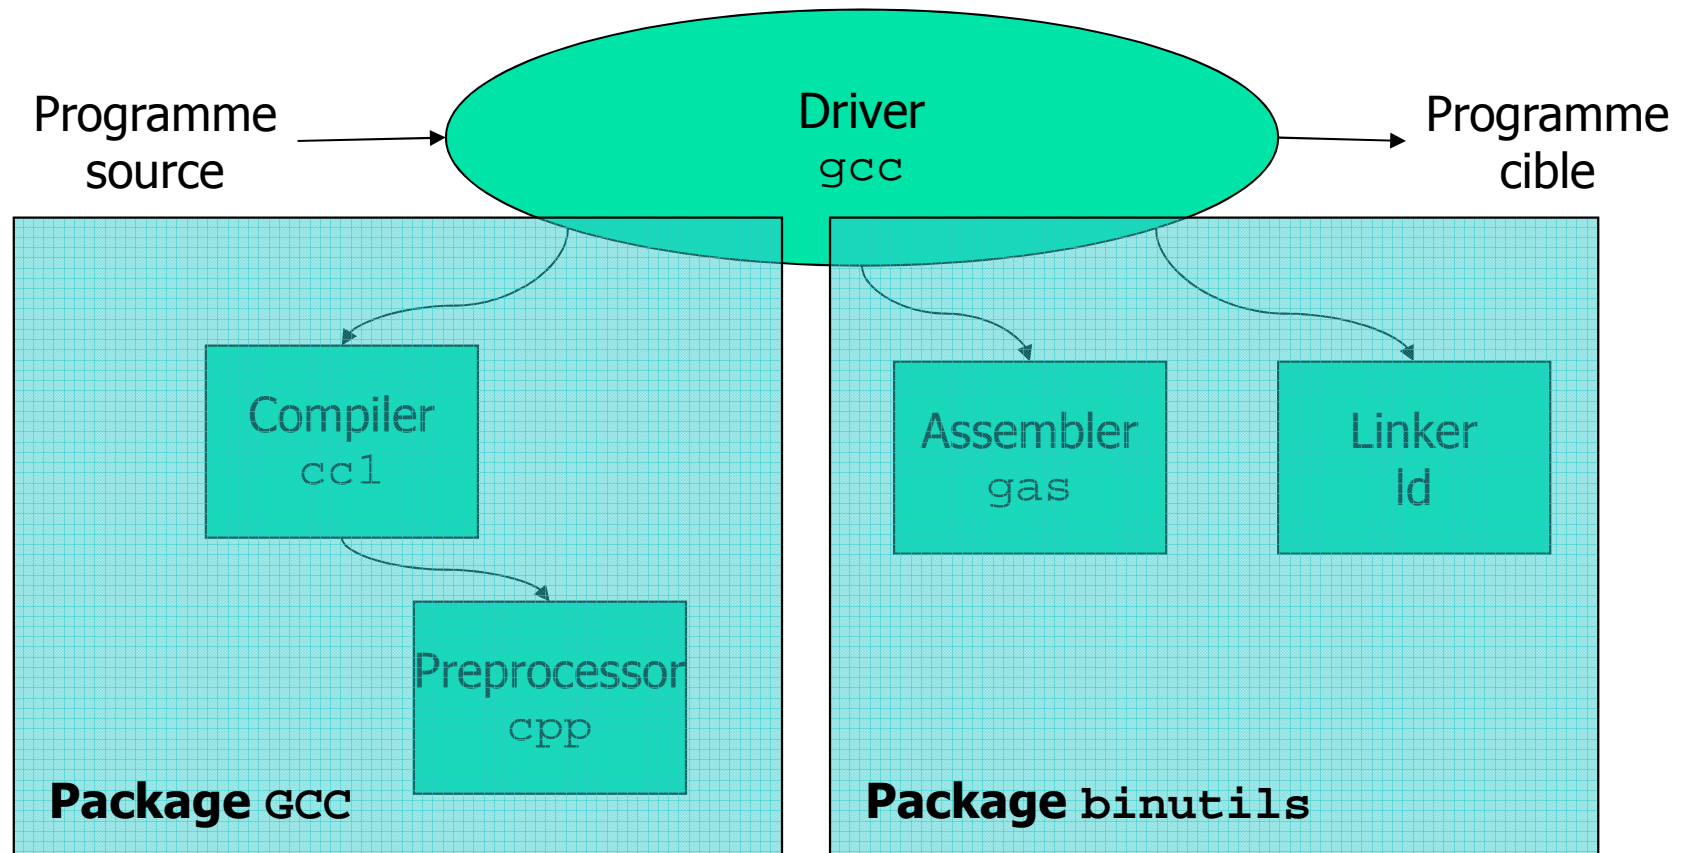 Programme
source
Driver
gcc
Programme
cible
Compiler
cc1
Assembler
gas
Linker
ld
Preprocessor
cpp
Package GCC
Package binutils